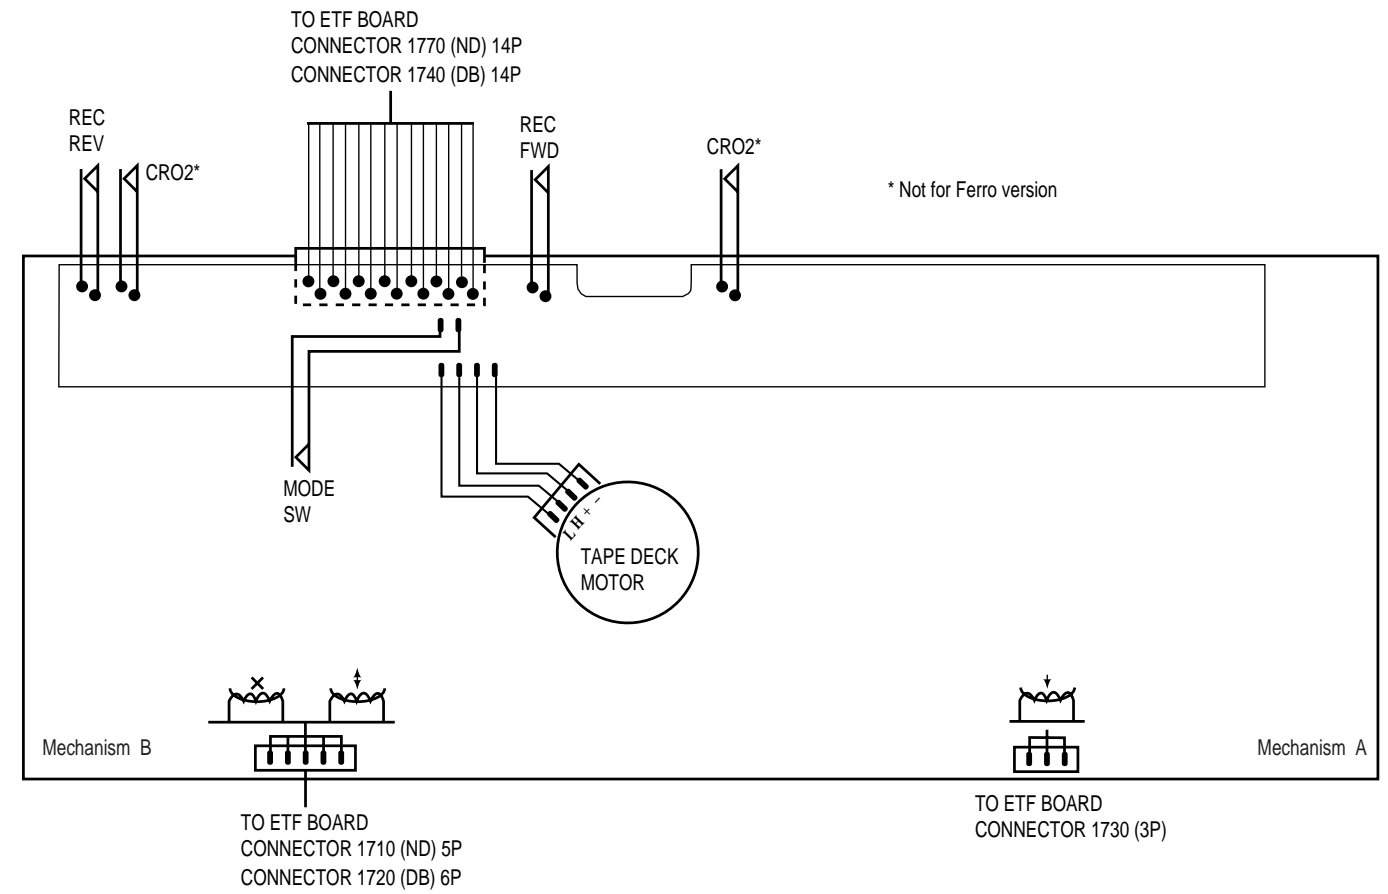 TO ETF BOARD
CONNECTOR 1770 (ND) 14P
CONNECTOR 1740 (DB) 14P
REC
REV
CRO2*
REC
FWD
CRO2*
* Not for Ferro version
MODE
SW
L H + -
TAPE DECK
MOTOR
Mechanism B
Mechanism A
TO ETF BOARD
CONNECTOR 1710 (ND) 5P
CONNECTOR 1720 (DB) 6P
TO ETF BOARD
CONNECTOR 1730 (3P)